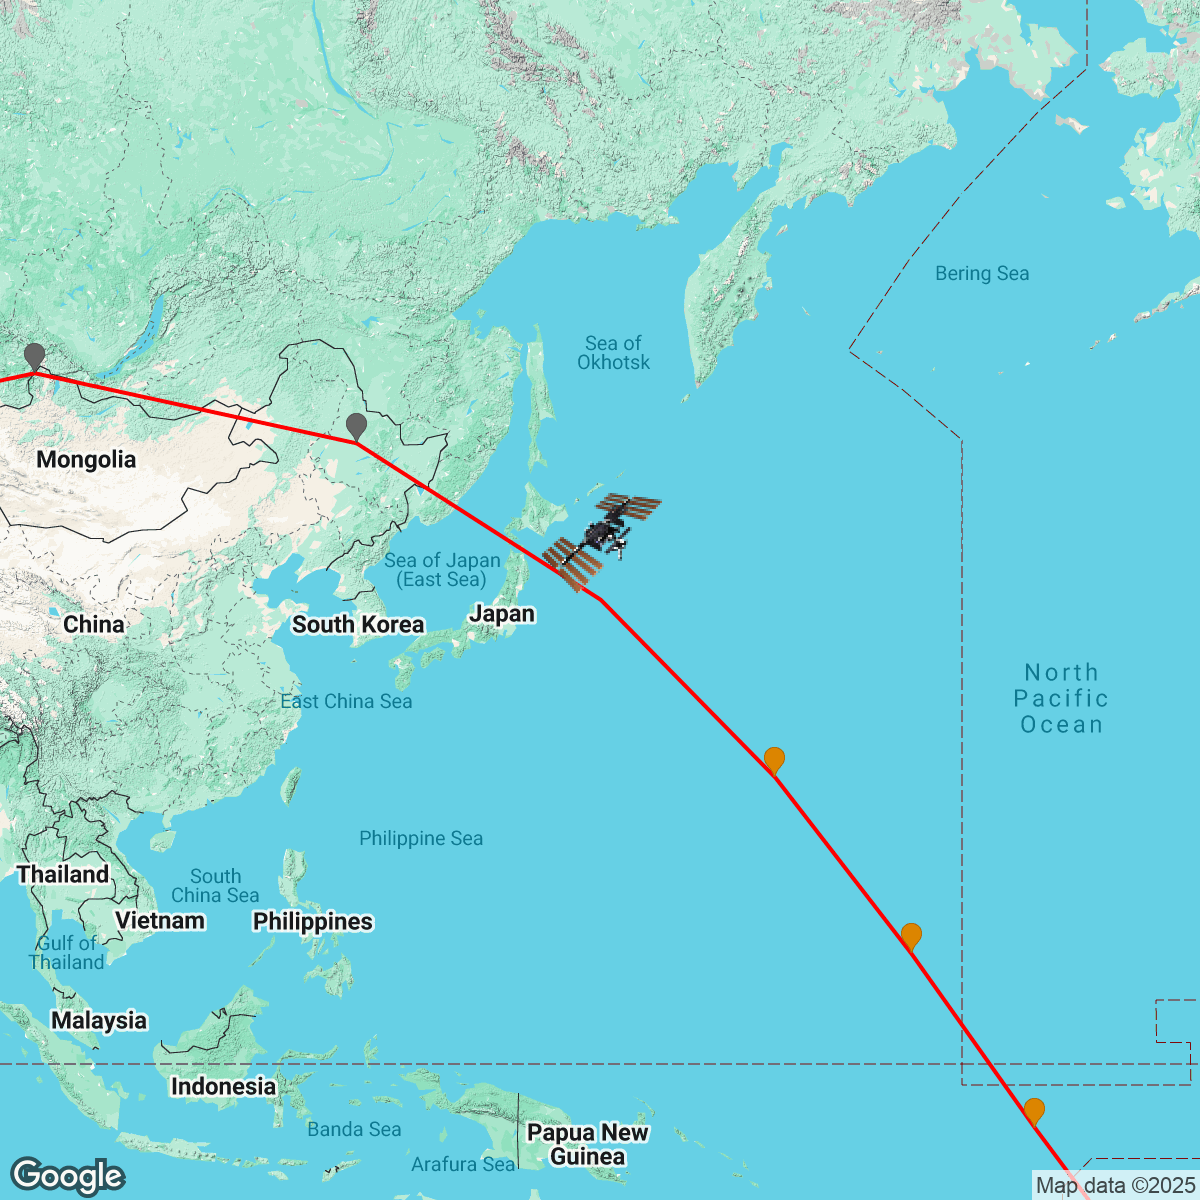 Bering Sea
Sea of
Okhotsk
Mongolia
Sea of Japan
(East Sea)
Japan
China
South Korea
North
Pacific
Ocean
East China Sea
Philippine Sea
Thailand
South
China Sea
Vietnam
Philippines
Gulf of
Thailand
Malaysia
Indonesia
Banda Sea
Papua New
Guinea
Arafura Sea
Google
Map data ©2025